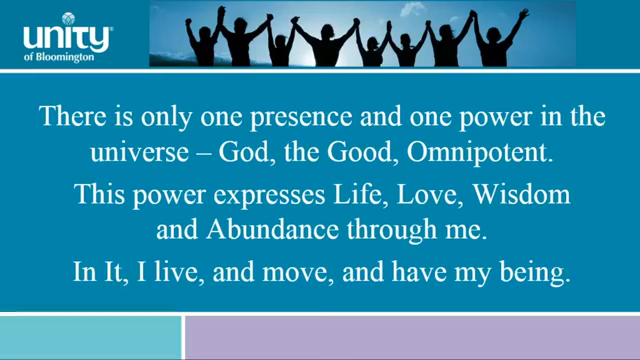 unity®
of Bloomington
There is only one presence and one power in the
universe – God, the Good, Omnipotent.
This power expresses Life, Love, Wisdom
and Abundance through me.
In It, I live, and move, and have my being.